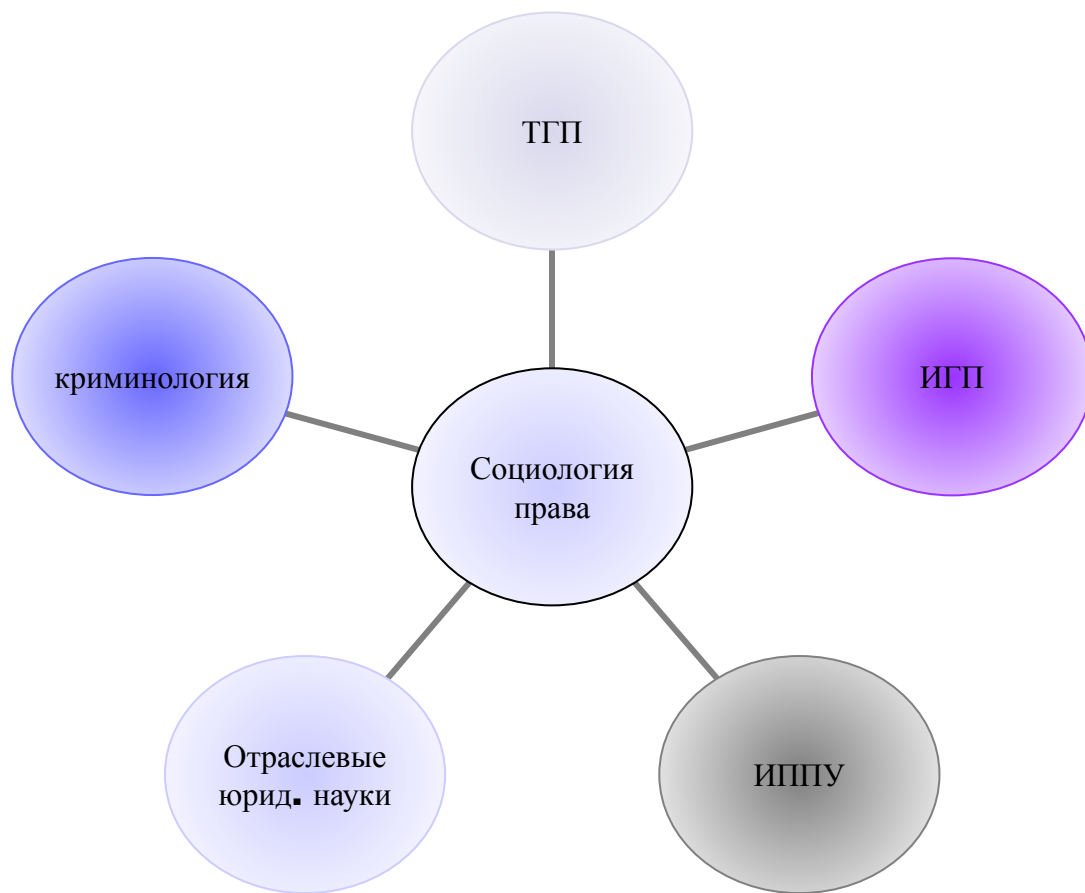 ТГП
криминология
ИГП
Социология
права
Отраслевые
юрид. науки
ИППУ